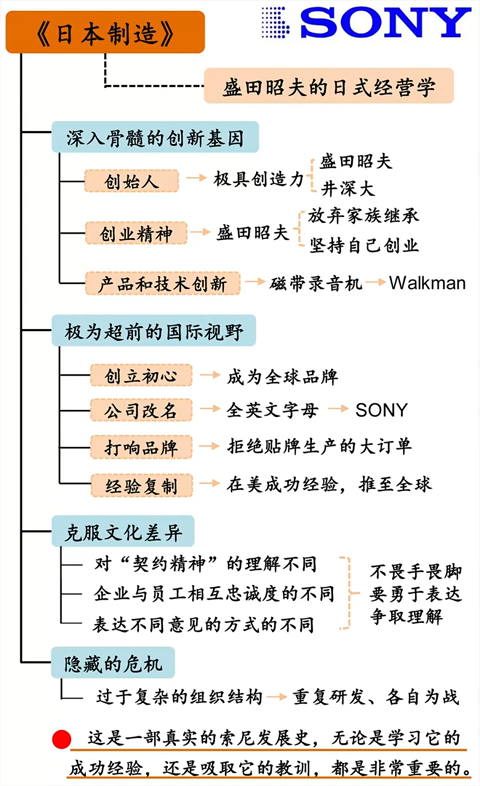 《日本制造》
SONY
盛田昭夫的日式经营学
深入骨髓的创新基因
创始人
极具创造力
盛田昭夫
井深大
创业精神
盛田昭夫
放弃家族继承
坚持自己创业
产品和技术创新
磁带录音机
Walkman
极为超前的国际视野
创立初心
成为全球品牌
公司改名
全英文字母
SONY
打响品牌
拒绝贴牌生产的大订单
经验复制
在美成功经验，推至全球
克服文化差异
对“契约精神”的理解不同
企业与员工相互忠诚度的不同
表达不同意见的方式的不同
不畏手畏脚
要勇于表达
争取理解
隐藏的危机
过于复杂的组织结构
重复研发、各自为战
这是一部真实的索尼发展史，无论是学习它的
成功经验，还是吸取它的教训，都是非常重要的。